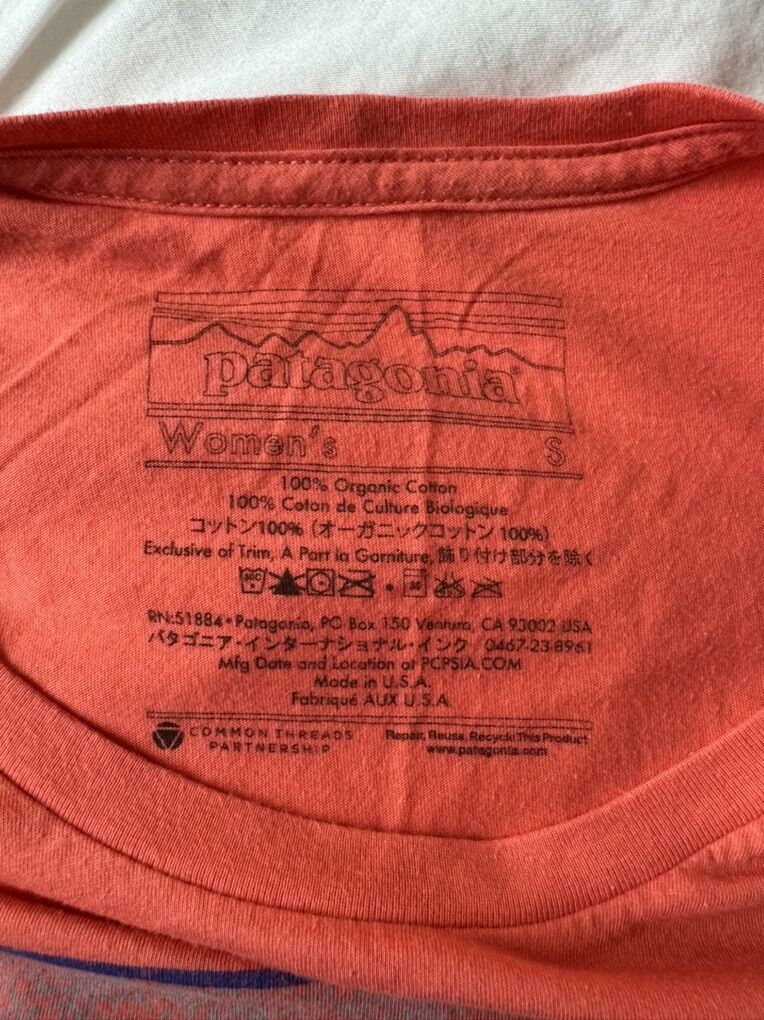 patagonia®
Women's S
100% Organic Cotton
100% Coton de Culture Biologique
コットン100% (オーガニックコットン 100%)
Exclusive of Trim, A Part la Garniture, 飾り付け部分を除く
30C
RN:51884 • Patagonia, PO Box 150 Ventura, CA 93002 USA
パタゴニア・インターナショナル・インク 0467-23-8961
Mfg Date and Location at PCPSIA.COM
Made in U.S.A.
Fabriqué AUX U.S.A.
COMMON THREADS Repair, Reuse, Recycle This Product
PARTNERSHIP www.patagonia.com